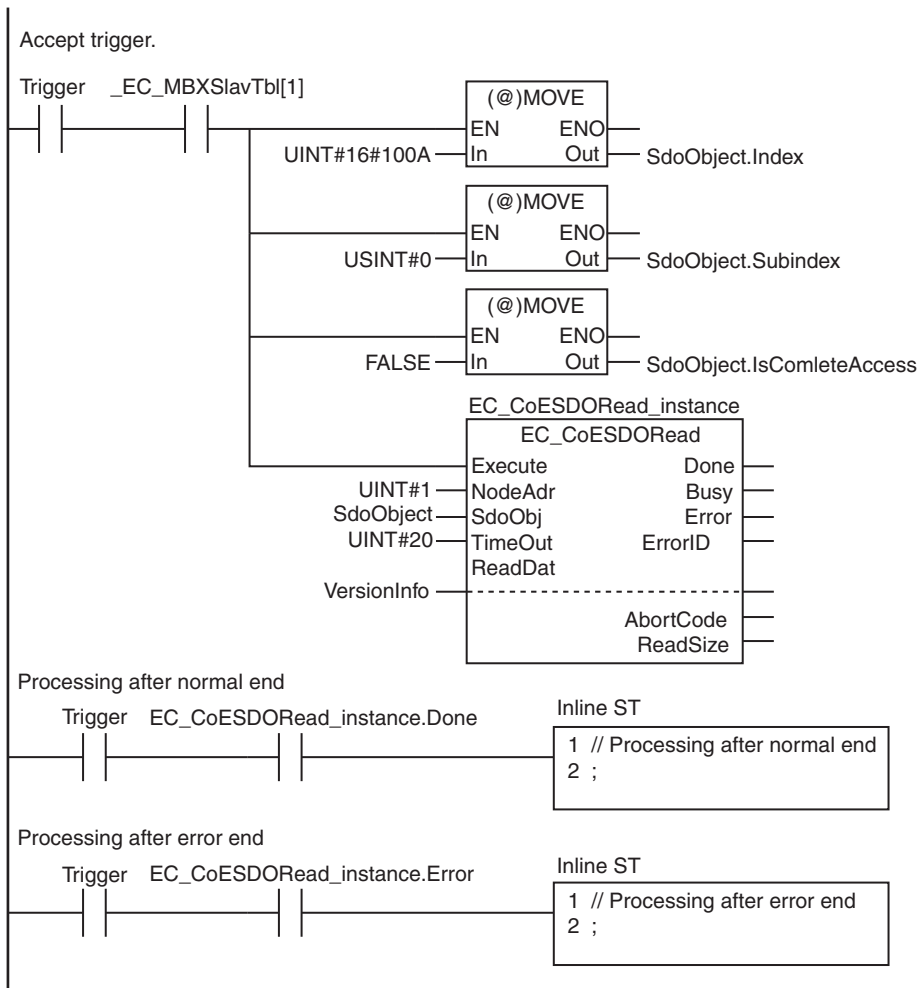 Accept trigger.
Trigger _EC_MBXSlavTbl[1]
(@)MOVE
EN ENO
UINT#16#100A In Out SdoObject.Index
(@)MOVE
EN ENO
USINT#0 In Out SdoObject.Subindex
(@)MOVE
EN ENO
FALSE In Out SdoObject.IsComleteAccess
EC_CoESDORead_instance
EC_CoESDORead
Execute Done
UINT#1 NodeAdr Busy
SdoObject SdoObj Error
UINT#20 TimeOut ErrorID
ReadDat
VersionInfo
AbortCode
ReadSize
Processing after normal end
Trigger EC_CoESDORead_instance.Done
Inline ST
1 // Processing after normal end
2 ;
Processing after error end
Trigger EC_CoESDORead_instance.Error
Inline ST
1 // Processing after error end
2 ;